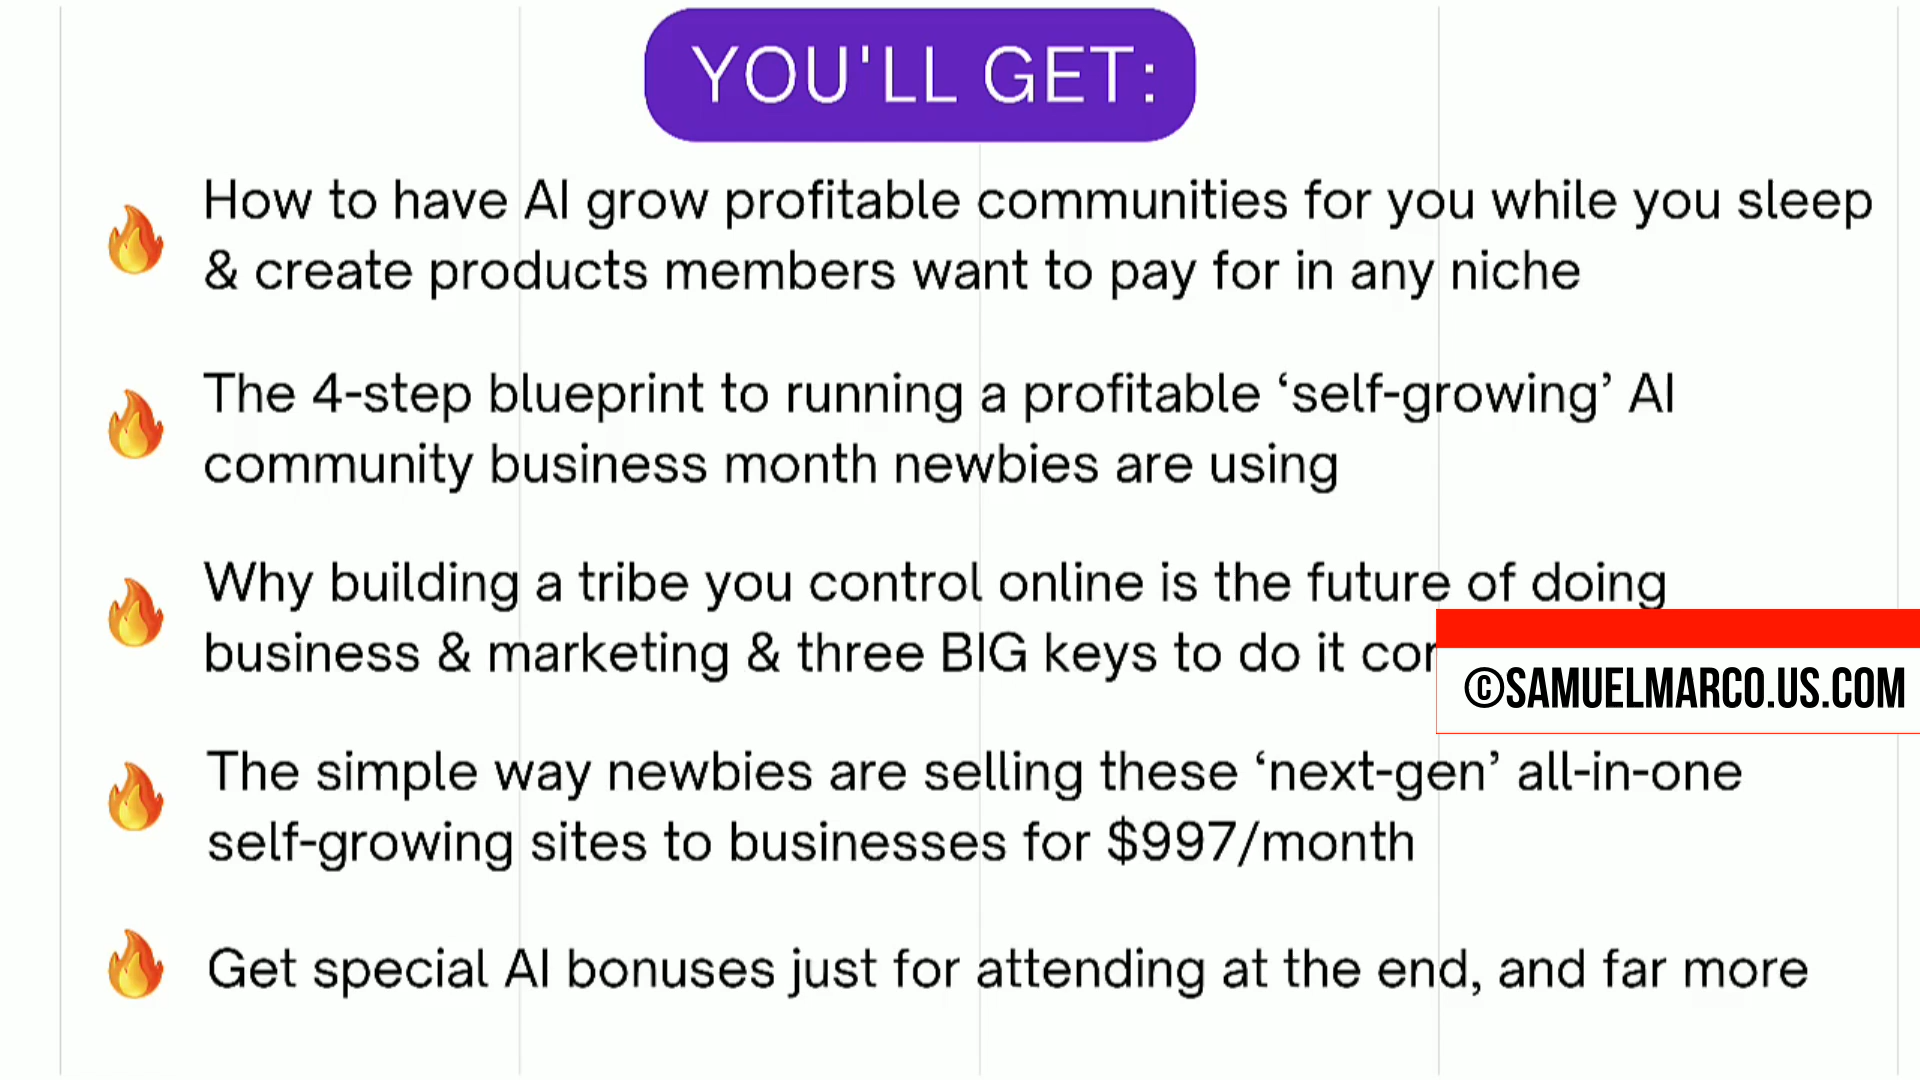 YOU'LL GET:
How to have AI grow profitable communities for you while you sleep
& create products members want to pay for in any niche
The 4-step blueprint to running a profitable ‘self-growing’ AI
community business month newbies are using
Why building a tribe you control online is the future of doing
business & marketing & three BIG keys to do it
©SAMUELMARCO.US.COM
The simple way newbies are selling these ‘next-gen’ all-in-one
self-growing sites to businesses for $997/month
Get special AI bonuses just for attending at the end, and far more